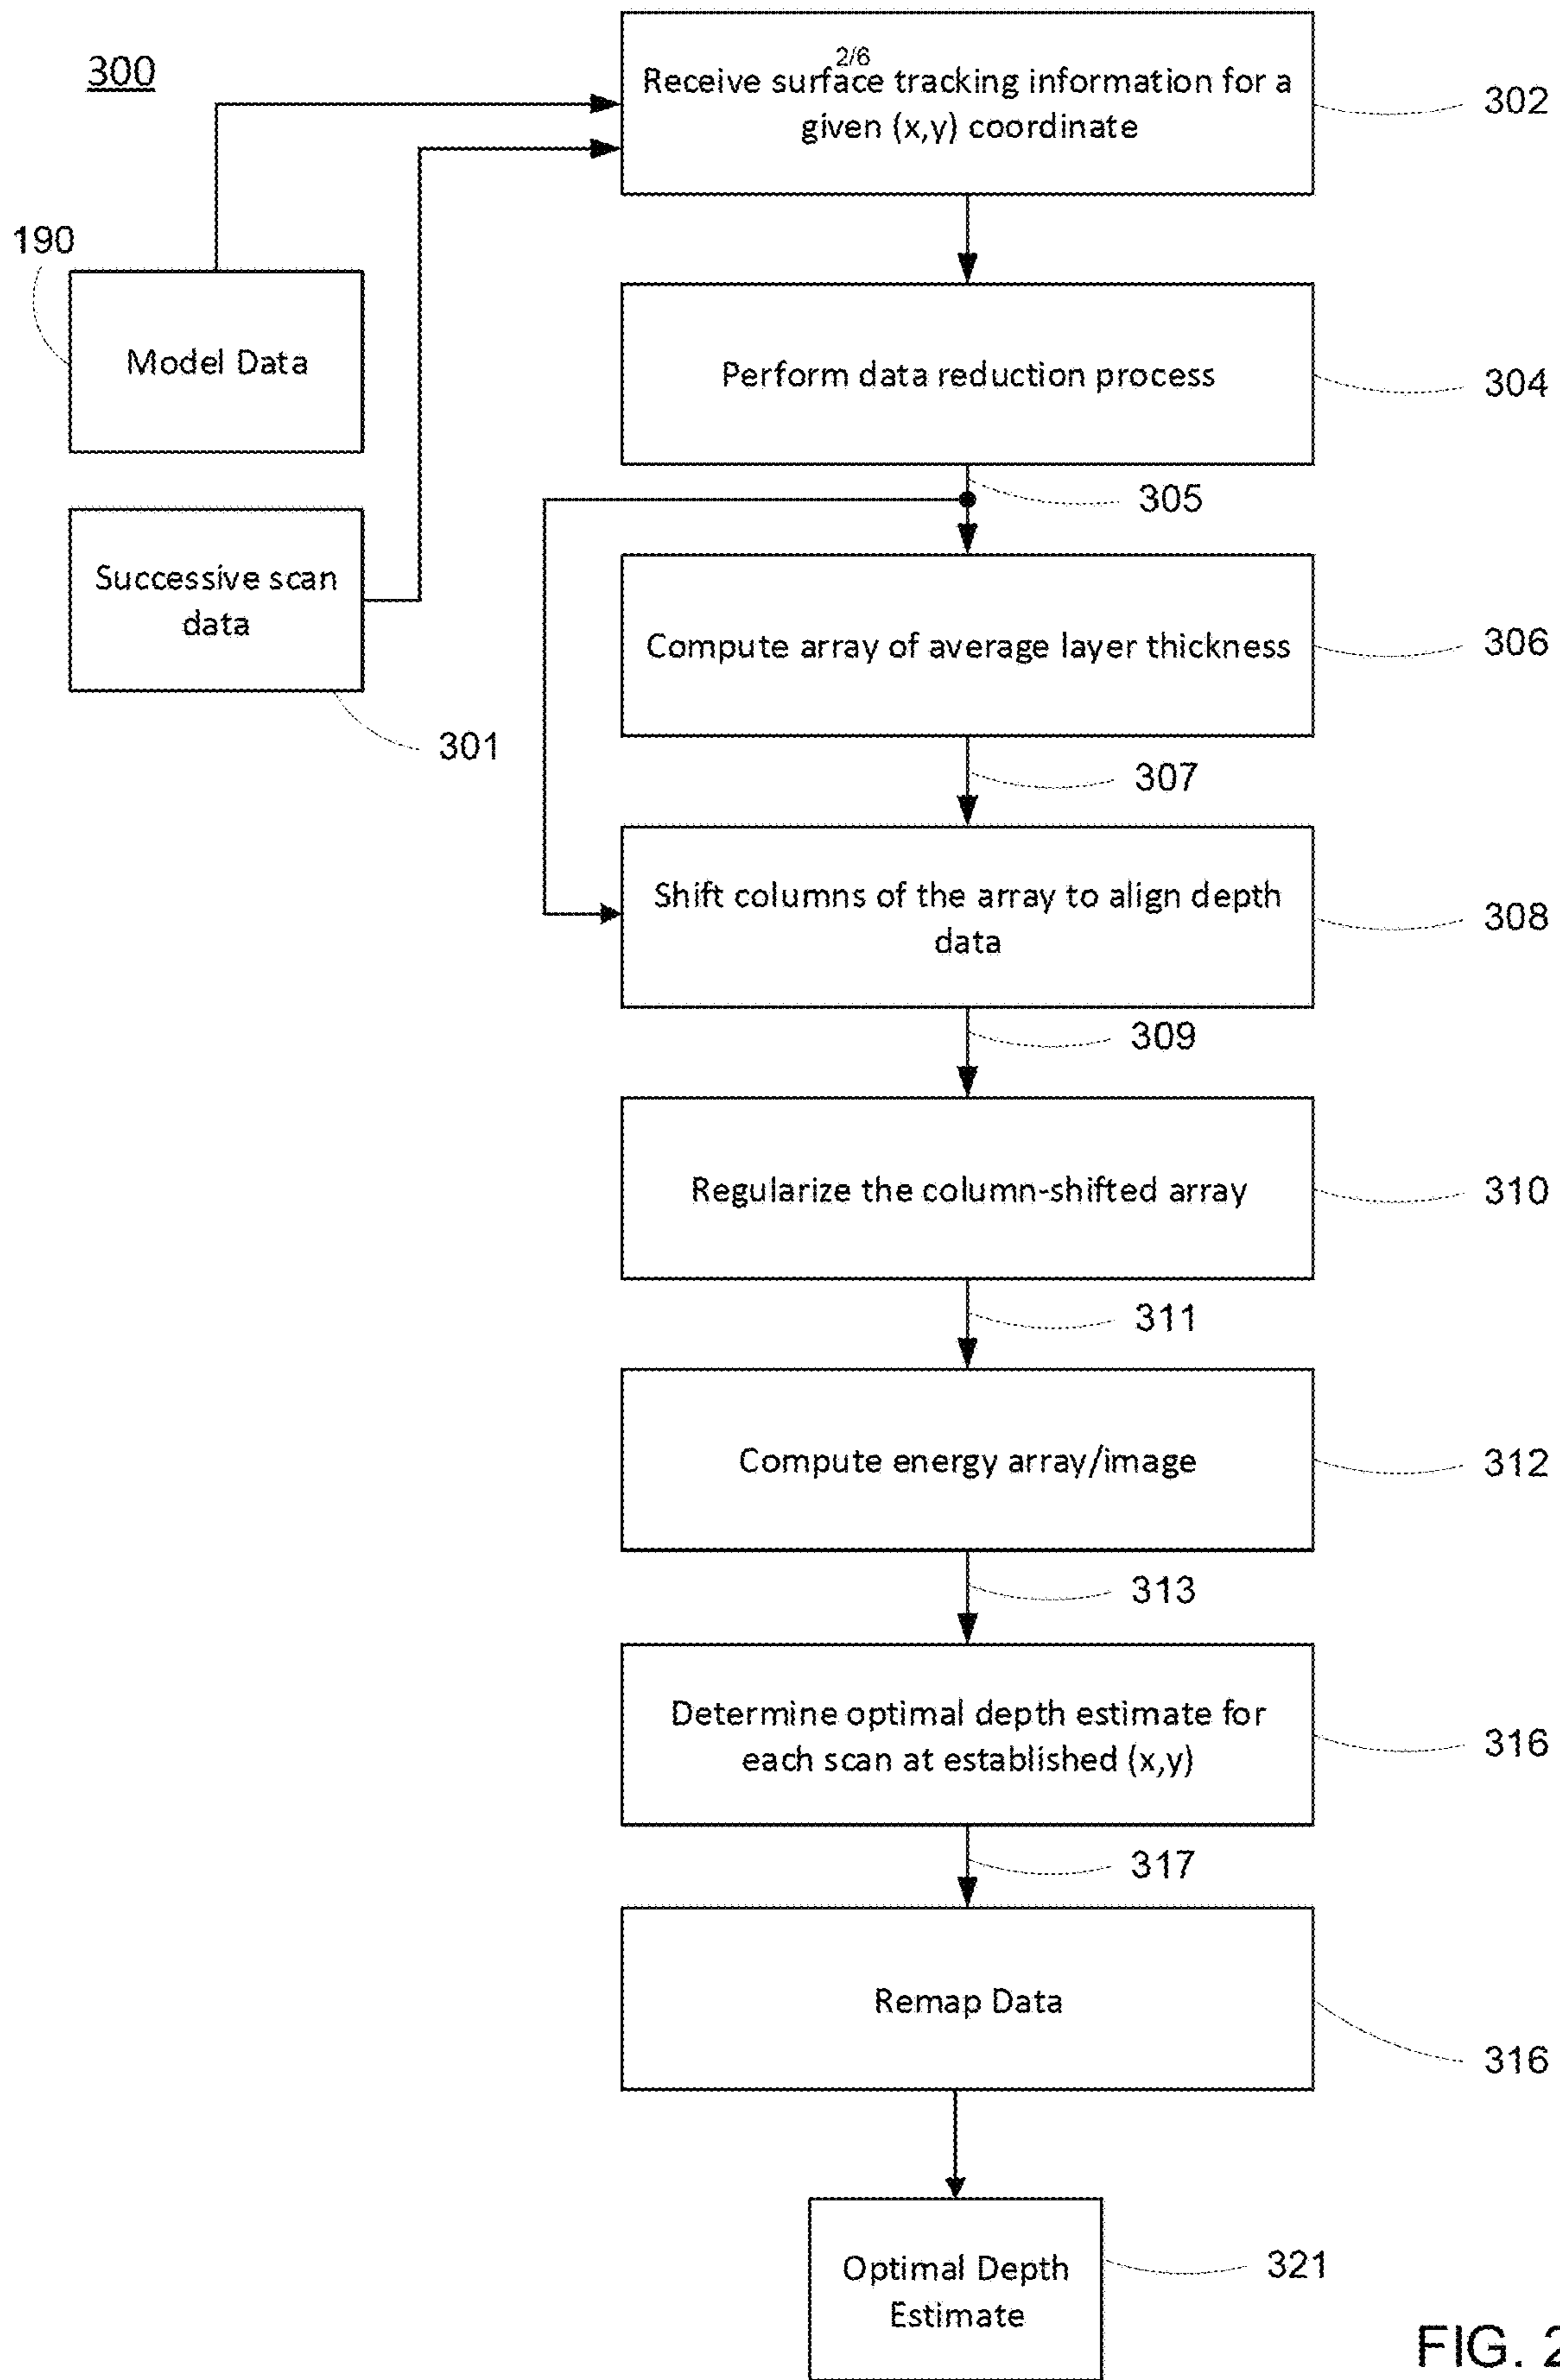 300
2/6
Receive surface tracking information for a
given (x,y) coordinate
302
190
Model Data
Perform data reduction process
304
305
Successive scan
data
301
Compute array of average layer thickness
306
307
Shift columns of the array to align depth
data
308
309
Regularize the column-shifted array
310
311
Compute energy array/image
312
313
Determine optimal depth estimate for
each scan at established (x,y)
316
317
Remap Data
316
Optimal Depth
Estimate
321
FIG. 2